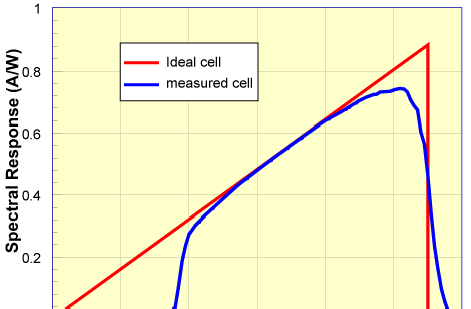 1
0.8
0.6
0.4
0.2
Spectral Response (A/W)
Ideal cell
measured cell